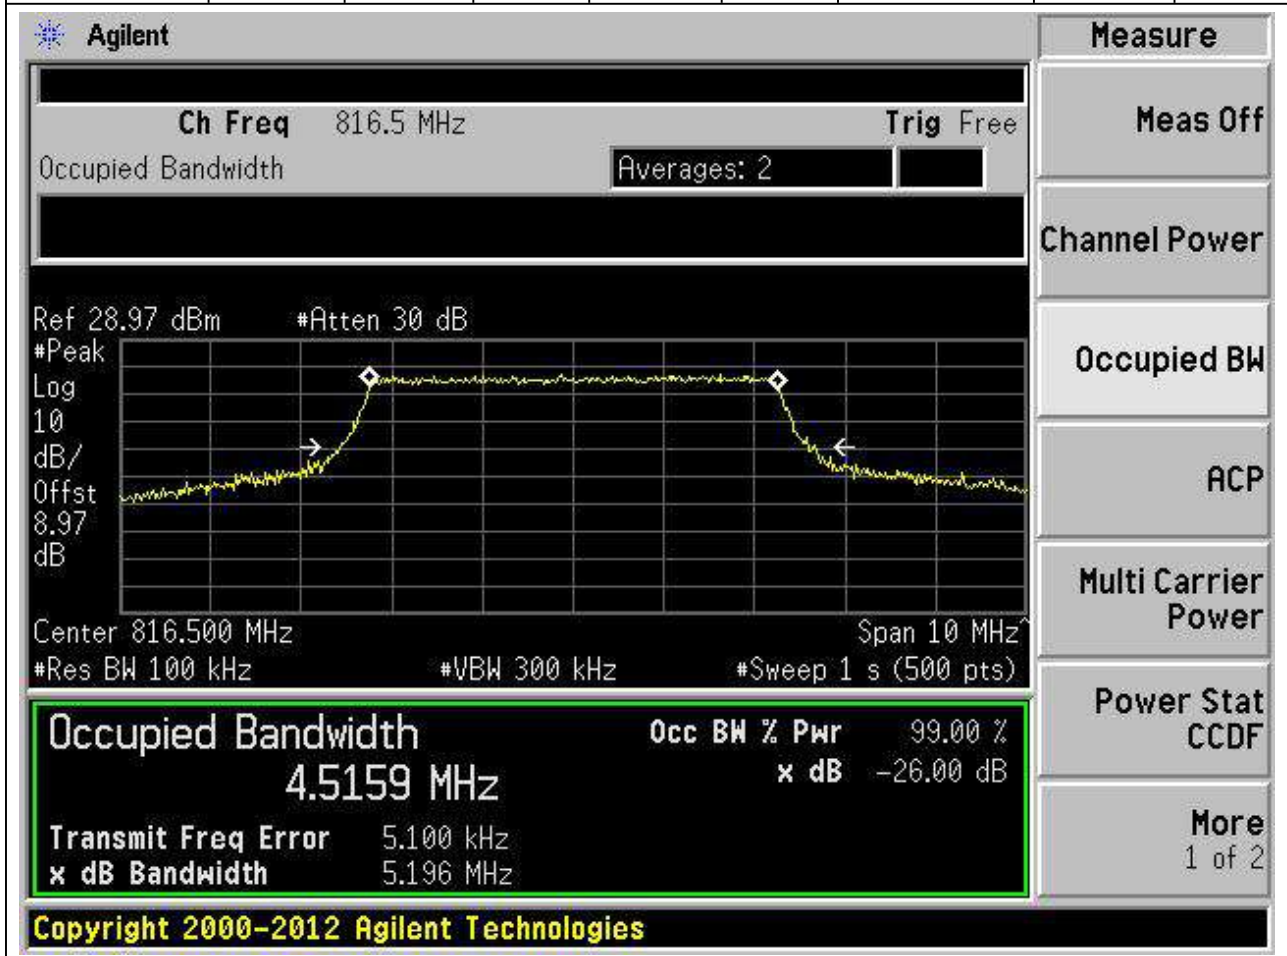 Agilent
Measure
Ch Freq 816.5 MHz Trig Free
Occupied Bandwidth Averages: 2
Meas Off
Channel Power
Occupied BW
ACP
Multi Carrier
Power
Power Stat
CCDF
More
1 of 2
Ref 28.97 dBm #Atten 30 dB
#Peak
Log
10
dB/
Offst
8.97
dB
Center 816.500 MHz Span 10 MHz^
#Res BW 100 kHz #VBW 300 kHz #Sweep 1 s (500 pts)
Occupied Bandwidth Occ BW % Pwr 99.00 %
4.5159 MHz x dB -26.00 dB
Transmit Freq Error 5.100 kHz
x dB Bandwidth 5.196 MHz
Copyright 2000-2012 Agilent Technologies